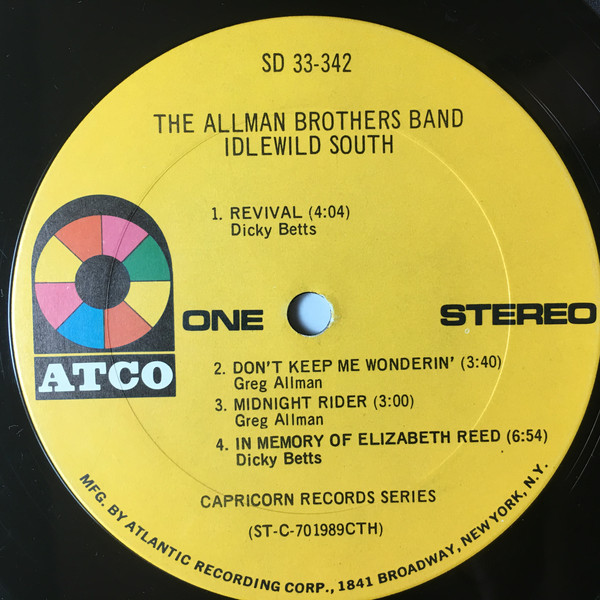 SD 33-342
THE ALLMAN BROTHERS BAND
IDLEWILD SOUTH
1. REVIVAL (4:04)
Dicky Betts
ATCO
ONE
STEREO
2. DON'T KEEP ME WONDERIN' (3:40)
Greg Allman
3. MIDNIGHT RIDER (3:00)
Greg Allman
4. IN MEMORY OF ELIZABETH REED (6:54)
Dicky Betts
CAPRICORN RECORDS SERIES
(ST-C-701989CTH)
MFG. BY ATLANTIC RECORDING CORP., 1841 BROADWAY, NEW YORK, N.Y.